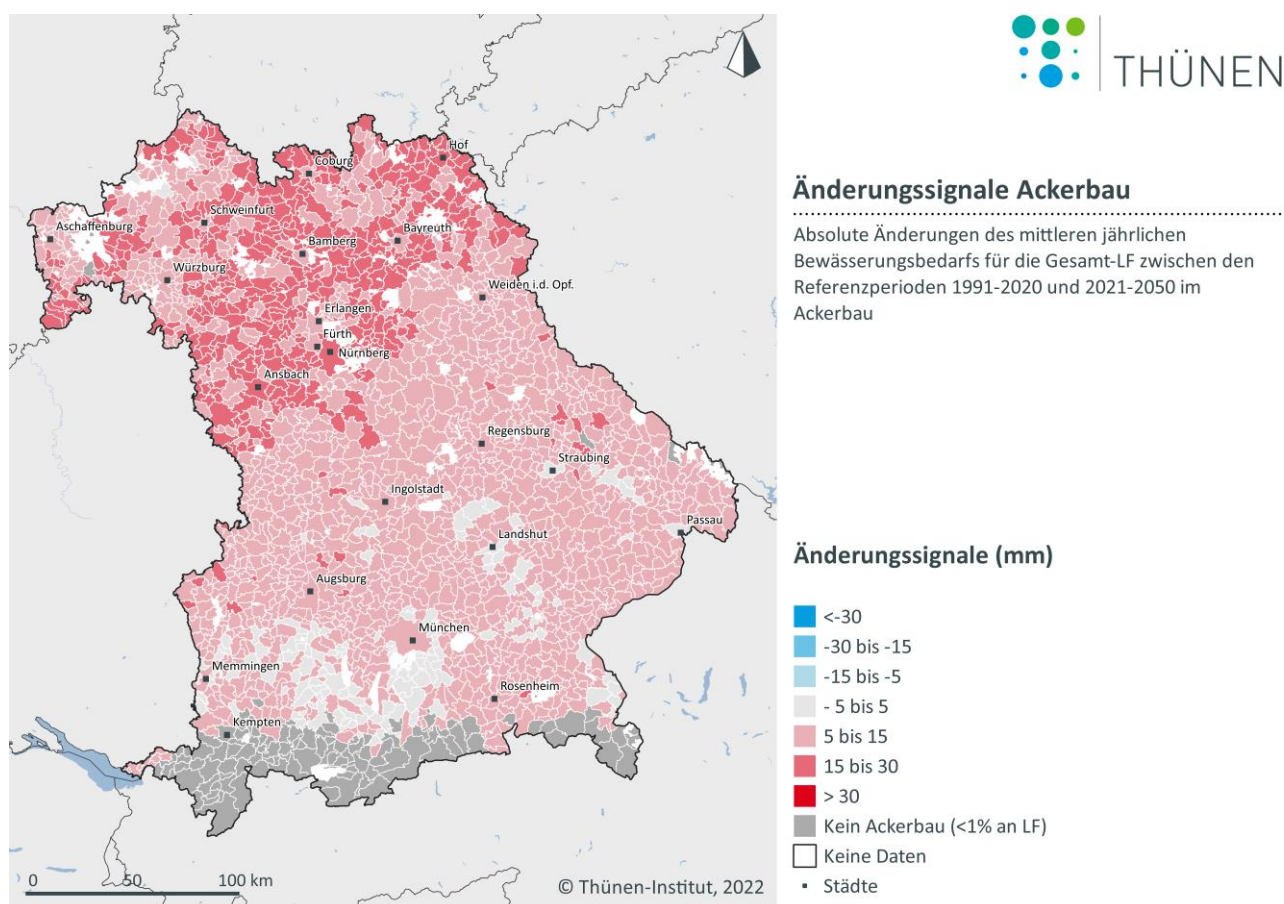 THÜNEN
Änderungssignale Ackerbau
Absolute Änderungen des mittleren jährlichen
Bewässerungsbedarfs für die Gesamt-LF zwischen den
Referenzperioden 1991-2020 und 2021-2050 im
Ackerbau
Hof
Coburg
Schweinfurt
Aschaffenburg
Bamberg
Bayreuth
Würzburg
Weiden i.d. Opf.
Erlangen
Fürth
Nürnberg
Ansbach
Regensburg
Straubing
Ingolstadt
Passau
Landshut
Augsburg
München
Memmingen
Rosenheim
Kempten
0 50 100 km
© Thünen-Institut, 2022
Änderungssignale (mm)
<-30
-30 bis -15
-15 bis -5
- 5 bis 5
5 bis 15
15 bis 30
> 30
Kein Ackerbau (<1% an LF)
Keine Daten
Städte